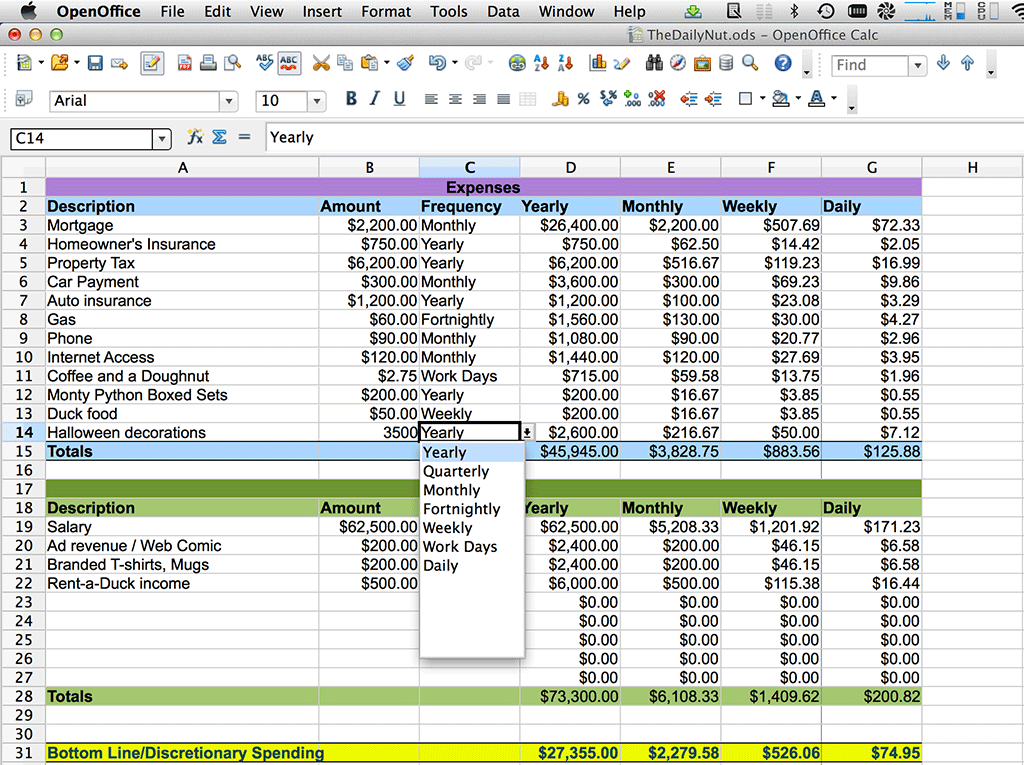 OpenOffice File Edit View Insert Format Tools Data Window Help
TheDailyNut.ods – OpenOffice Calc
Find
Arial 10
C14 Yearly
A B C D E F G H
1 Expenses
2 Description Amount Frequency Yearly Monthly Weekly Daily
3 Mortgage $2,200.00 Monthly $26,400.00 $2,200.00 $507.69 $72.33
4 Homeowner's Insurance $750.00 Yearly $750.00 $62.50 $14.42 $2.05
5 Property Tax $6,200.00 Yearly $6,200.00 $516.67 $119.23 $16.99
6 Car Payment $300.00 Monthly $3,600.00 $300.00 $69.23 $9.86
7 Auto insurance $1,200.00 Yearly $1,200.00 $100.00 $23.08 $3.29
8 Gas $60.00 Fortnightly $1,560.00 $130.00 $30.00 $4.27
9 Phone $90.00 Monthly $1,080.00 $90.00 $20.77 $2.96
10 Internet Access $120.00 Monthly $1,440.00 $120.00 $27.69 $3.95
11 Coffee and a Doughnut $2.75 Work Days $715.00 $59.58 $13.75 $1.96
12 Monty Python Boxed Sets $200.00 Yearly $200.00 $16.67 $3.85 $0.55
13 Duck food $50.00 Weekly $200.00 $16.67 $3.85 $0.55
14 Halloween decorations 3500 Yearly $2,600.00 $216.67 $50.00 $7.12
15 Totals Yearly $45,945.00 $3,828.75 $883.56 $125.88
16 Quarterly
17 Monthly
18 Description Amount Fortnightly Yearly Monthly Weekly Daily
19 Salary $62,500.00 Weekly $62,500.00 $5,208.33 $1,201.92 $171.23
20 Ad revenue / Web Comic $200.00 Work Days $2,400.00 $200.00 $46.15 $6.58
21 Branded T-shirts, Mugs $200.00 Daily $2,400.00 $200.00 $46.15 $6.58
22 Rent-a-Duck income $500.00 $6,000.00 $500.00 $115.38 $16.44
23 $0.00 $0.00 $0.00 $0.00
24 $0.00 $0.00 $0.00 $0.00
25 $0.00 $0.00 $0.00 $0.00
26 $0.00 $0.00 $0.00 $0.00
27 $0.00 $0.00 $0.00 $0.00
28 Totals $73,300.00 $6,108.33 $1,409.62 $200.82
29
30
31 Bottom Line/Discretionary Spending $27,355.00 $2,279.58 $526.06 $74.95